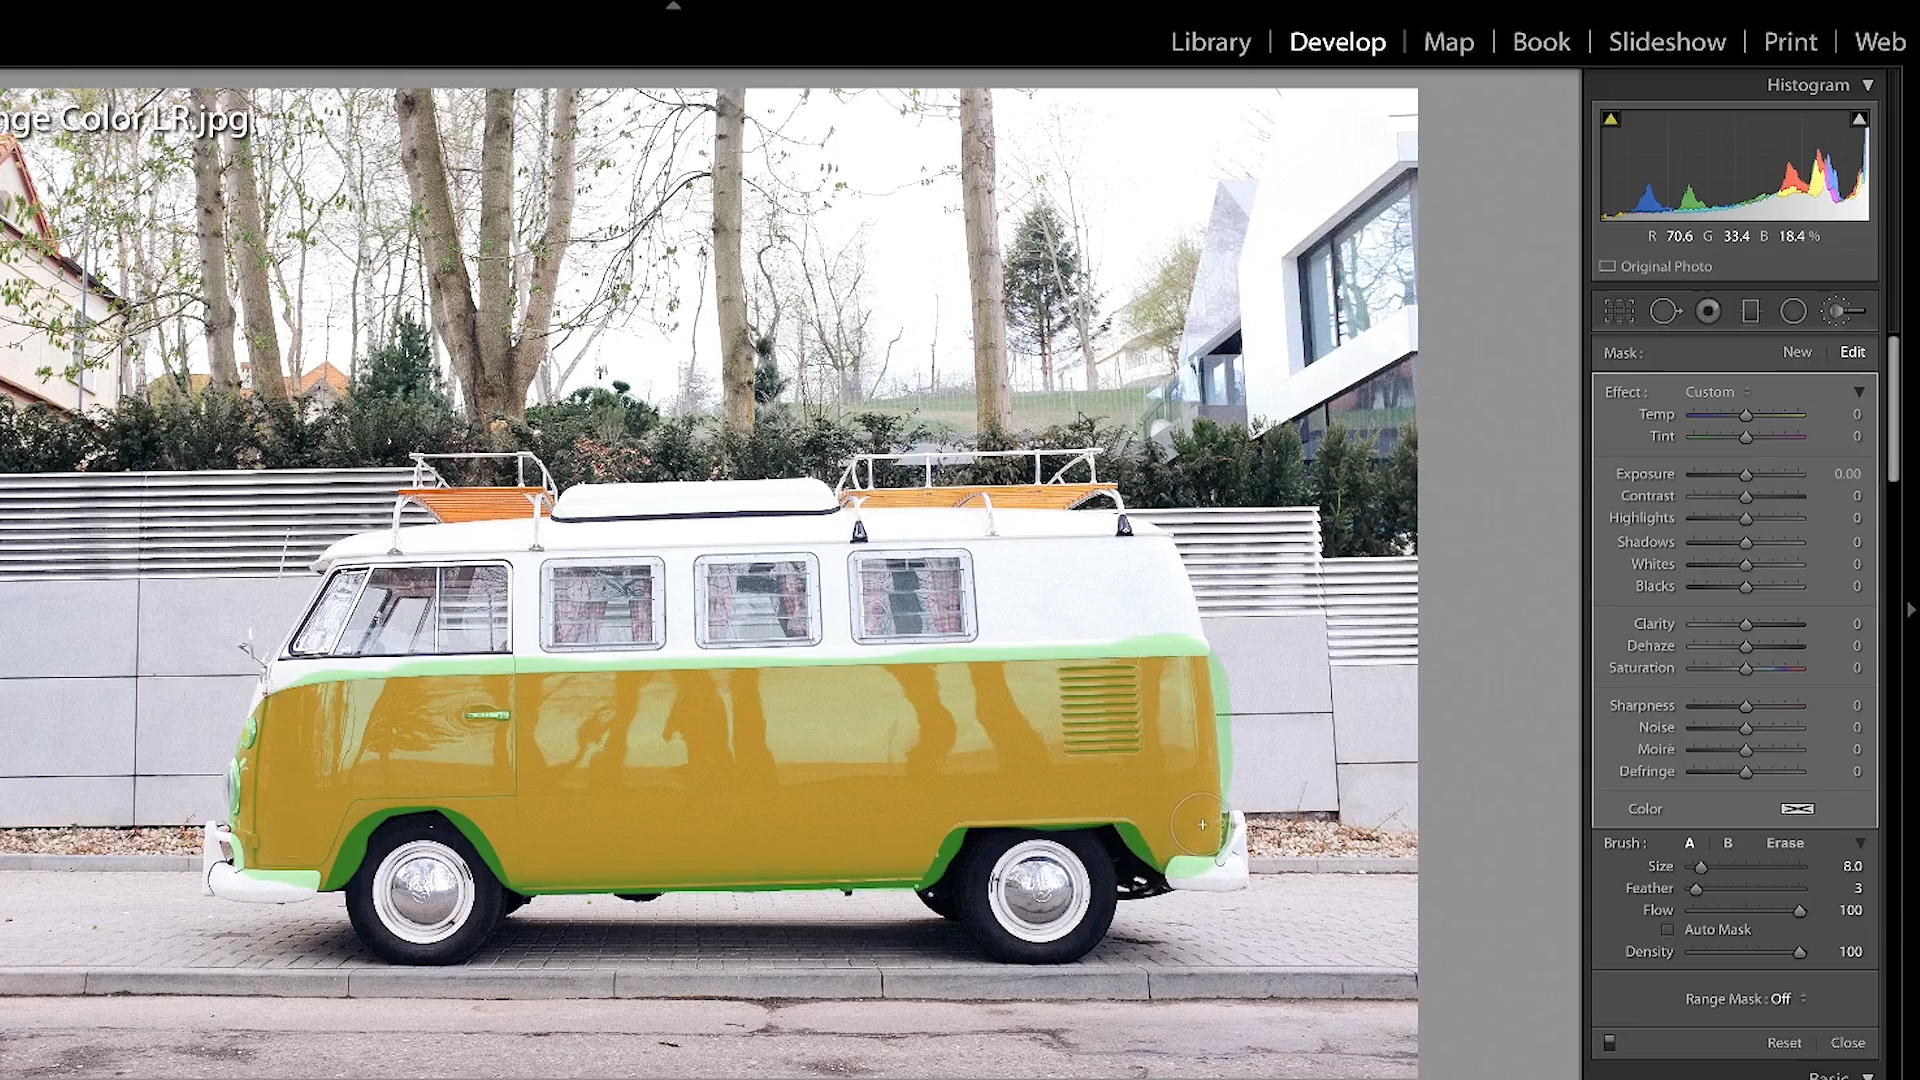 Library | Develop | Map | Book | Slideshow | Print | Web
nge Color LR.jpg
Histogram
R 70.6 G 33.4 B 18.4 %
Original Photo
Mask : New Edit
Effect : Custom
Temp 0
Tint 0
Exposure 0.00
Contrast 0
Highlights 0
Shadows 0
Whites 0
Blacks 0
Clarity 0
Dehaze 0
Saturation 0
Sharpness 0
Noise 0
Moiré 0
Defringe 0
Color
Brush : A B Erase
Size 8.0
Feather 3
Flow 100
Auto Mask
Density 100
Range Mask : Off
Reset Close
Basic